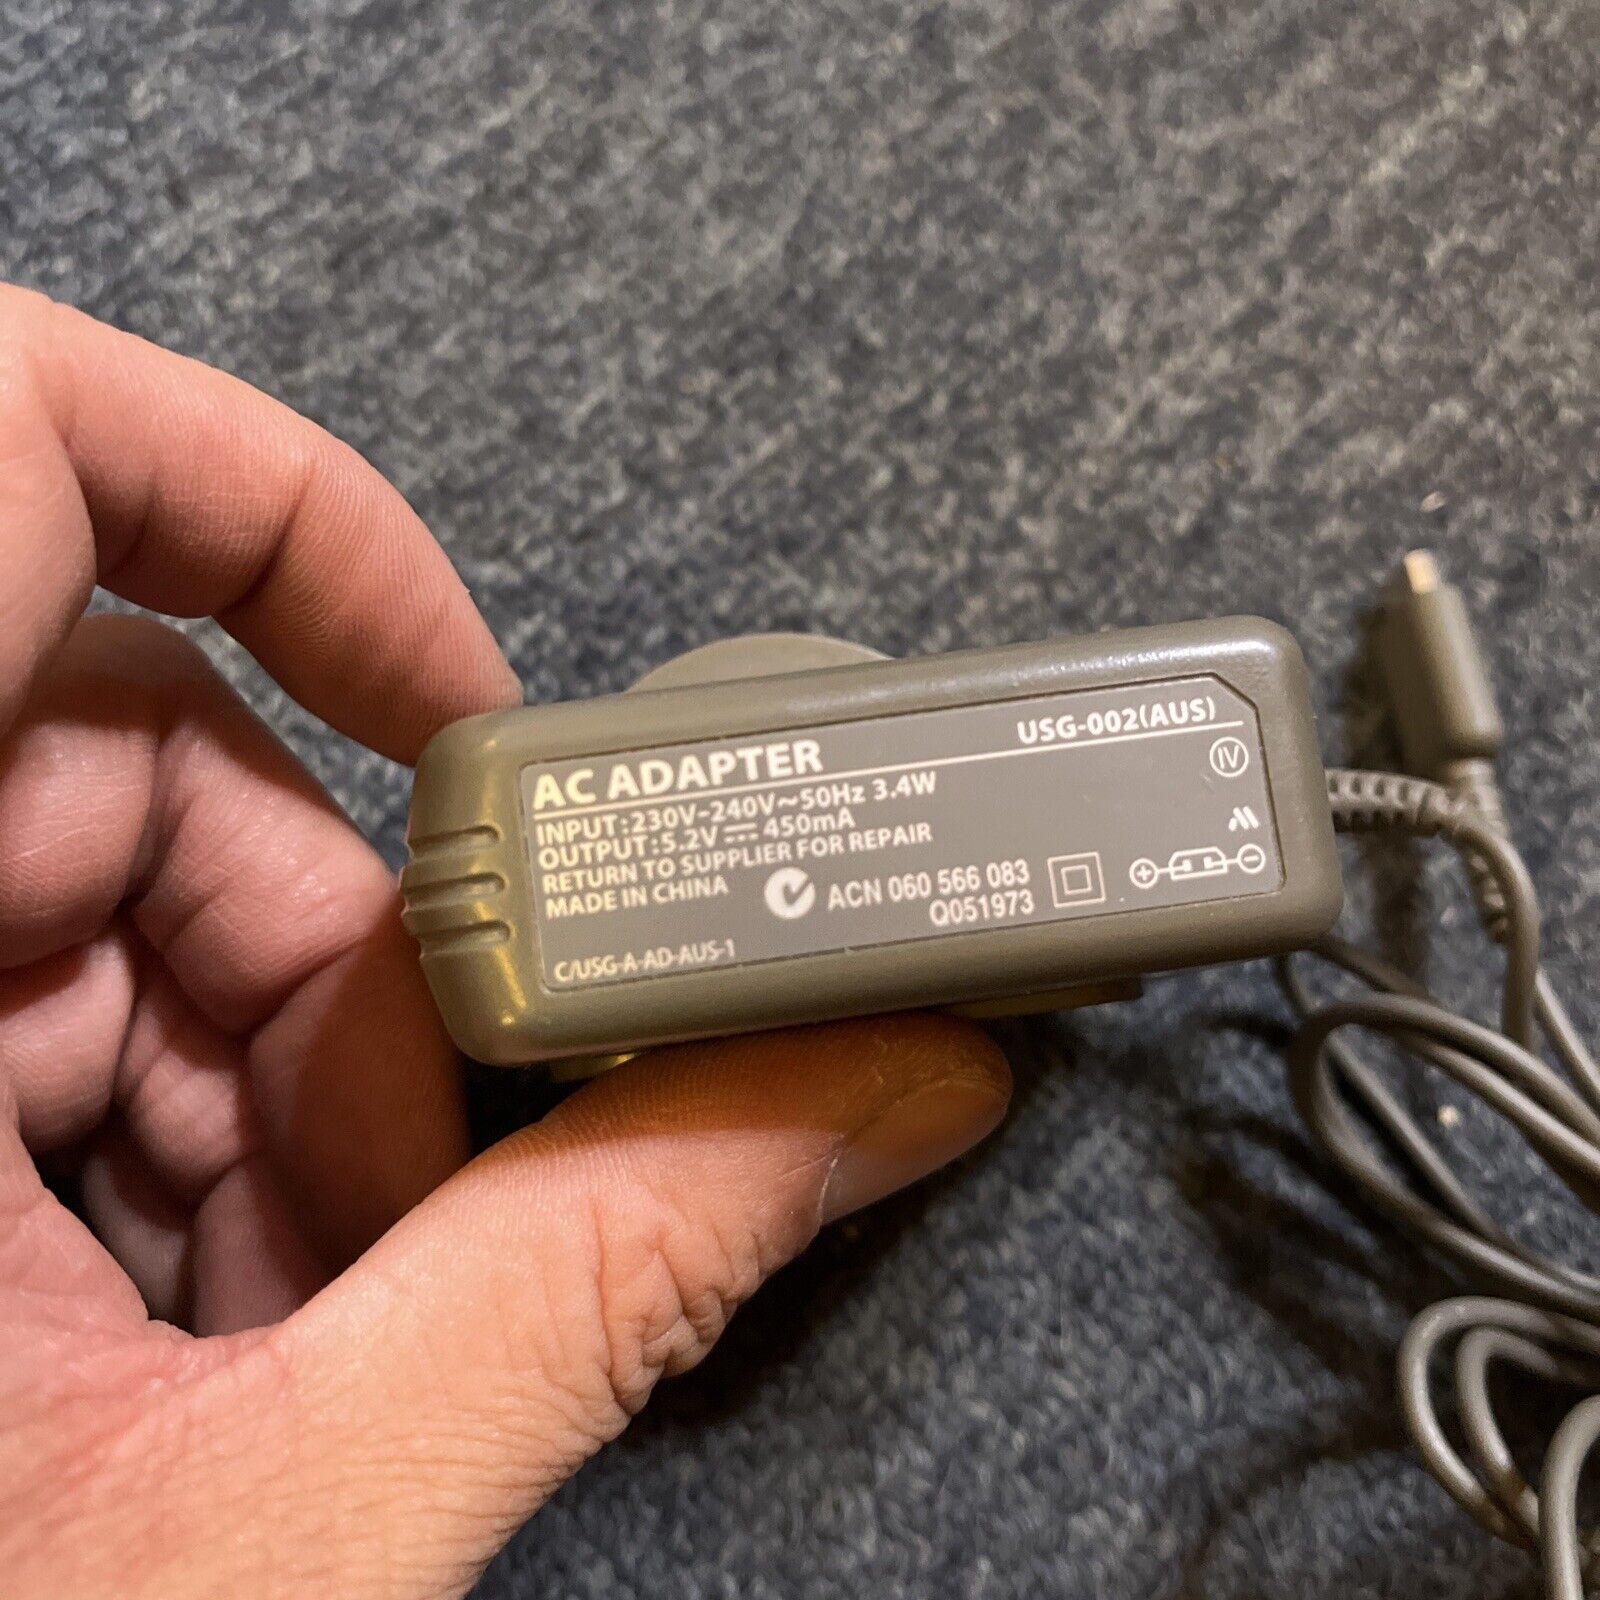 AC ADAPTER USG-002(AUS)
INPUT:230V-240V~50Hz 3.4W IV
OUTPUT:5.2V⎓450mA
RETURN TO SUPPLIER FOR REPAIR
MADE IN CHINA ACN 060 566 083
Q051973
C/USG-A-AD-AUS-1